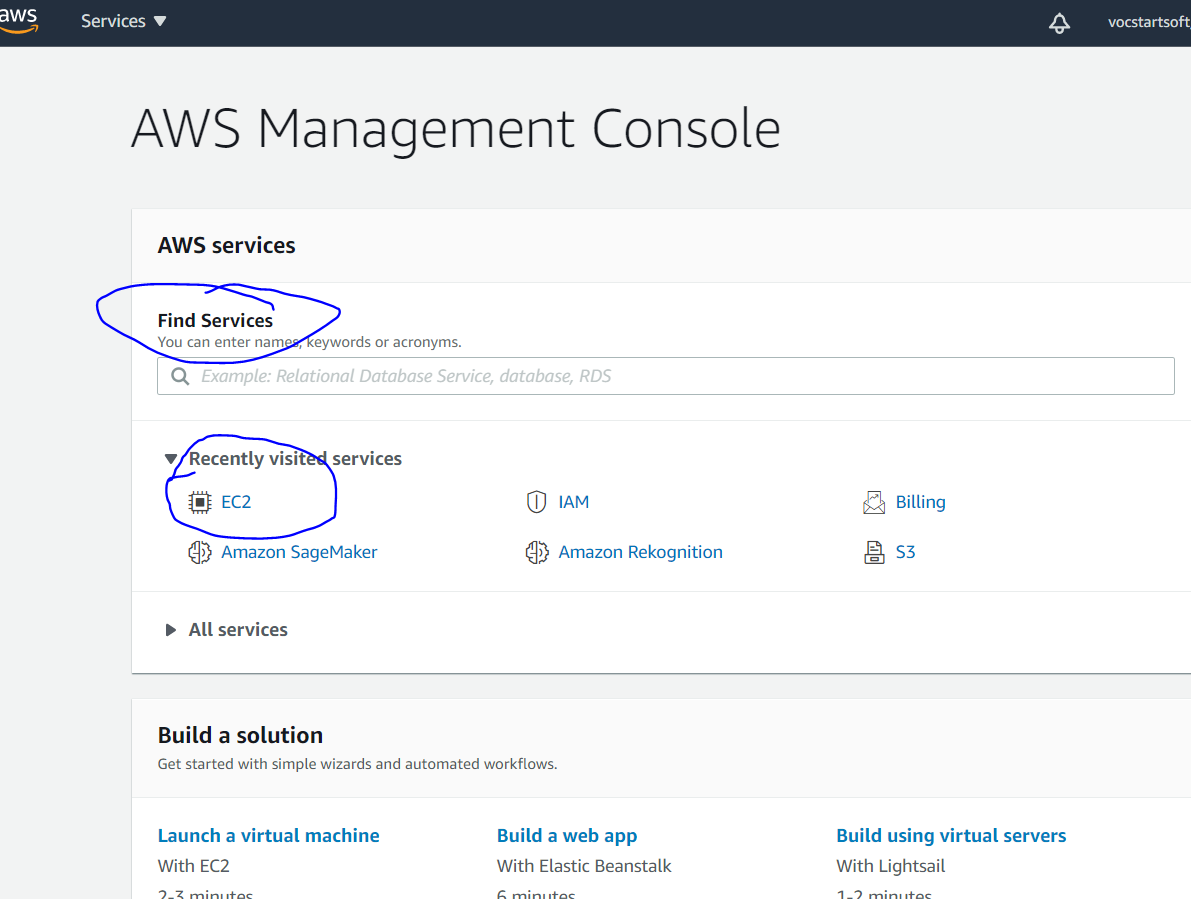 aws Services vocstartsoft
AWS Management Console
AWS services
Find Services
You can enter names, keywords or acronyms.
Example: Relational Database Service, database, RDS
Recently visited services
EC2 IAM Billing
Amazon SageMaker Amazon Rekognition S3
All services
Build a solution
Get started with simple wizards and automated workflows.
Launch a virtual machine Build a web app Build using virtual servers
With EC2 With Elastic Beanstalk With Lightsail
2-3 minutes 6 minutes 1-2 minutes